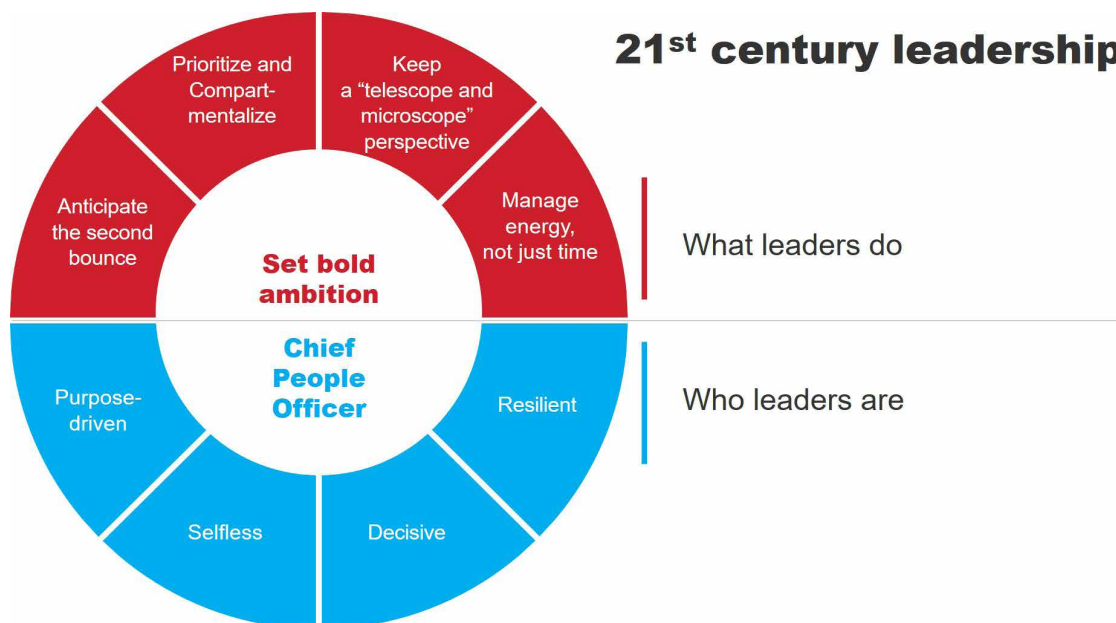 21st century leadership
Prioritize and
Compart-
mentalize
Keep
a “telescope and
microscope”
perspective
Anticipate
the second
bounce
Manage
energy,
not just time
Set bold
ambition
What leaders do
Chief
People
Officer
Purpose-
driven
Resilient
Who leaders are
Selfless
Decisive